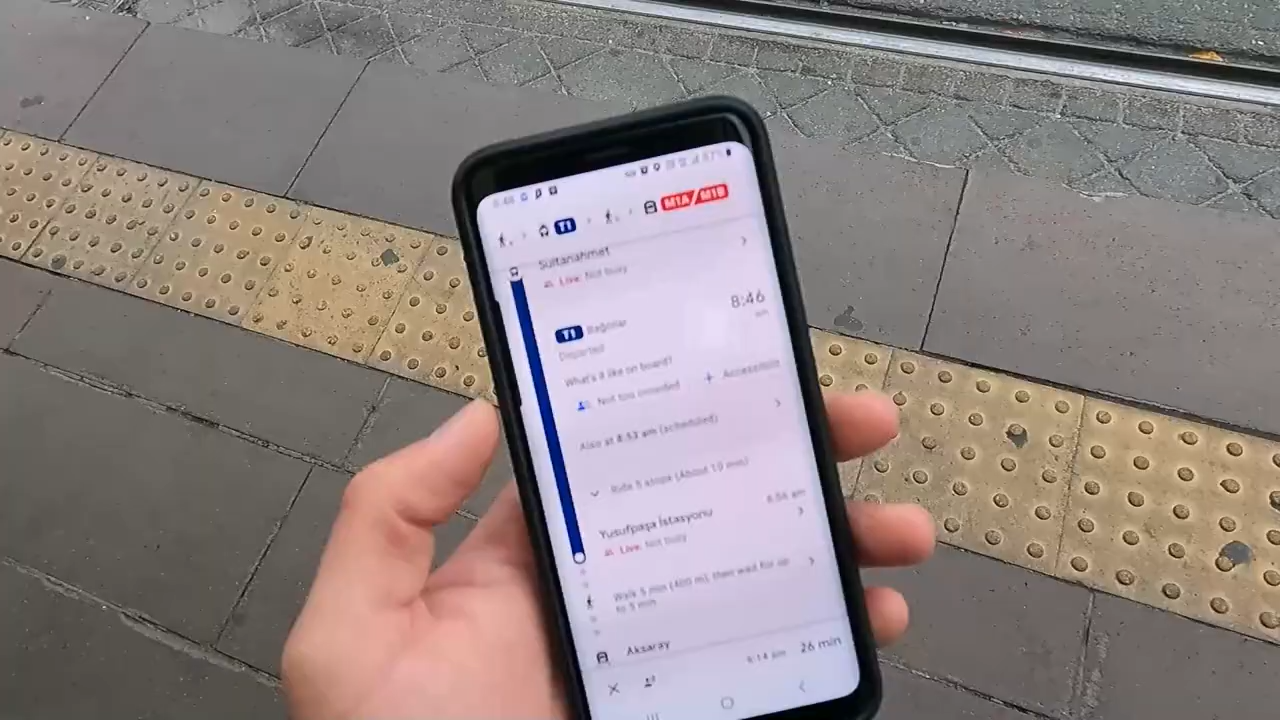 8:46
T1
M1A/M1B
Sultanahmet
Live. Not busy
8:46
am
T1 Bağcılar
Departed
What's it like on board?
Not too crowded
+
Also at 8:53 am (scheduled)
Ride 5 stops (About 10 min)
8:56 am
Yusufpaşa İstasyonu
Live. Not busy
Walk 5 min (400 m), then wait for up
to 5 min
Aksaray
9:14 am 26 min